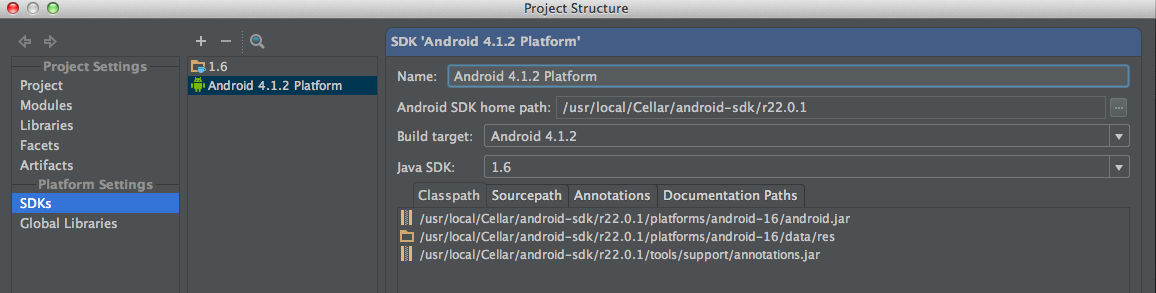 Project Structure
Project Settings
Project
Modules
Libraries
Facets
Artifacts
Platform Settings
SDKs
Global Libraries
1.6
Android 4.1.2 Platform
SDK 'Android 4.1.2 Platform'
Name: Android 4.1.2 Platform
Android SDK home path: /usr/local/Cellar/android-sdk/r22.0.1 ...
Build target: Android 4.1.2
Java SDK: 1.6
Classpath Sourcepath Annotations Documentation Paths
/usr/local/Cellar/android-sdk/r22.0.1/platforms/android-16/android.jar
/usr/local/Cellar/android-sdk/r22.0.1/platforms/android-16/data/res
/usr/local/Cellar/android-sdk/r22.0.1/tools/support/annotations.jar